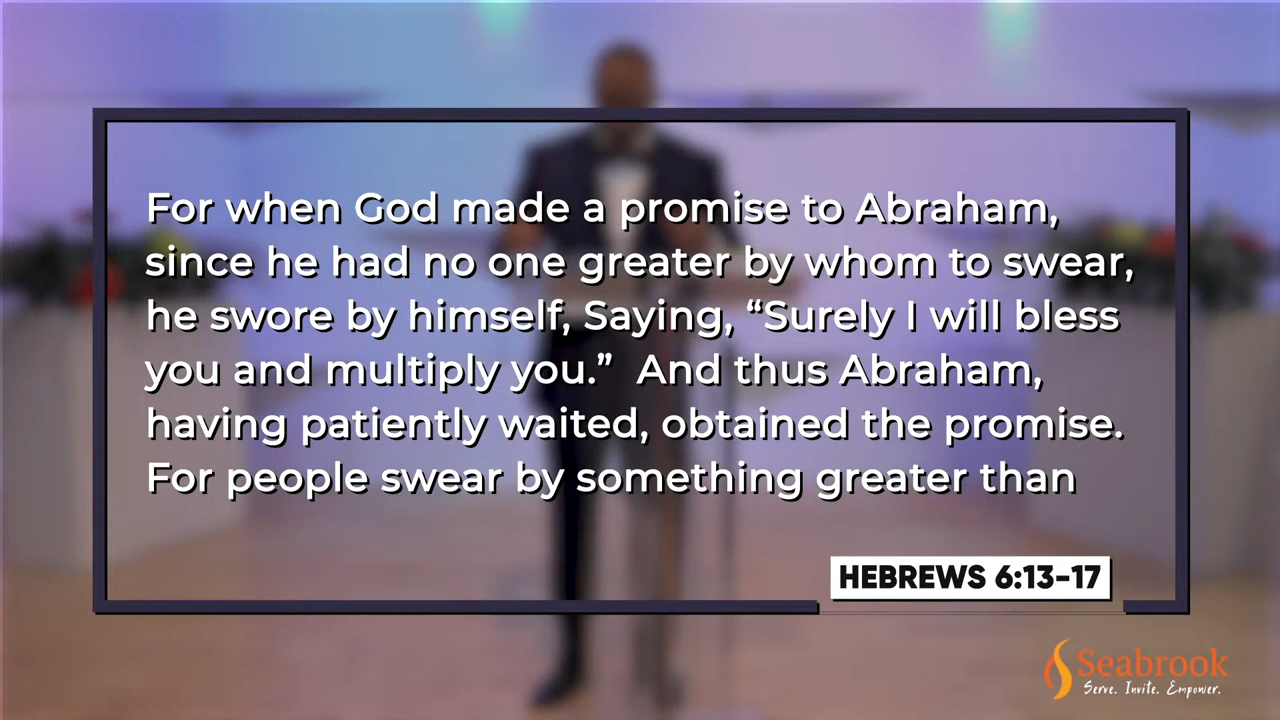 For when God made a promise to Abraham,
since he had no one greater by whom to swear,
he swore by himself, Saying, “Surely I will bless
you and multiply you.”  And thus Abraham,
having patiently waited, obtained the promise.
For people swear by something greater than
HEBREWS 6:13-17
Seabrook
Serve. Invite. Empower.